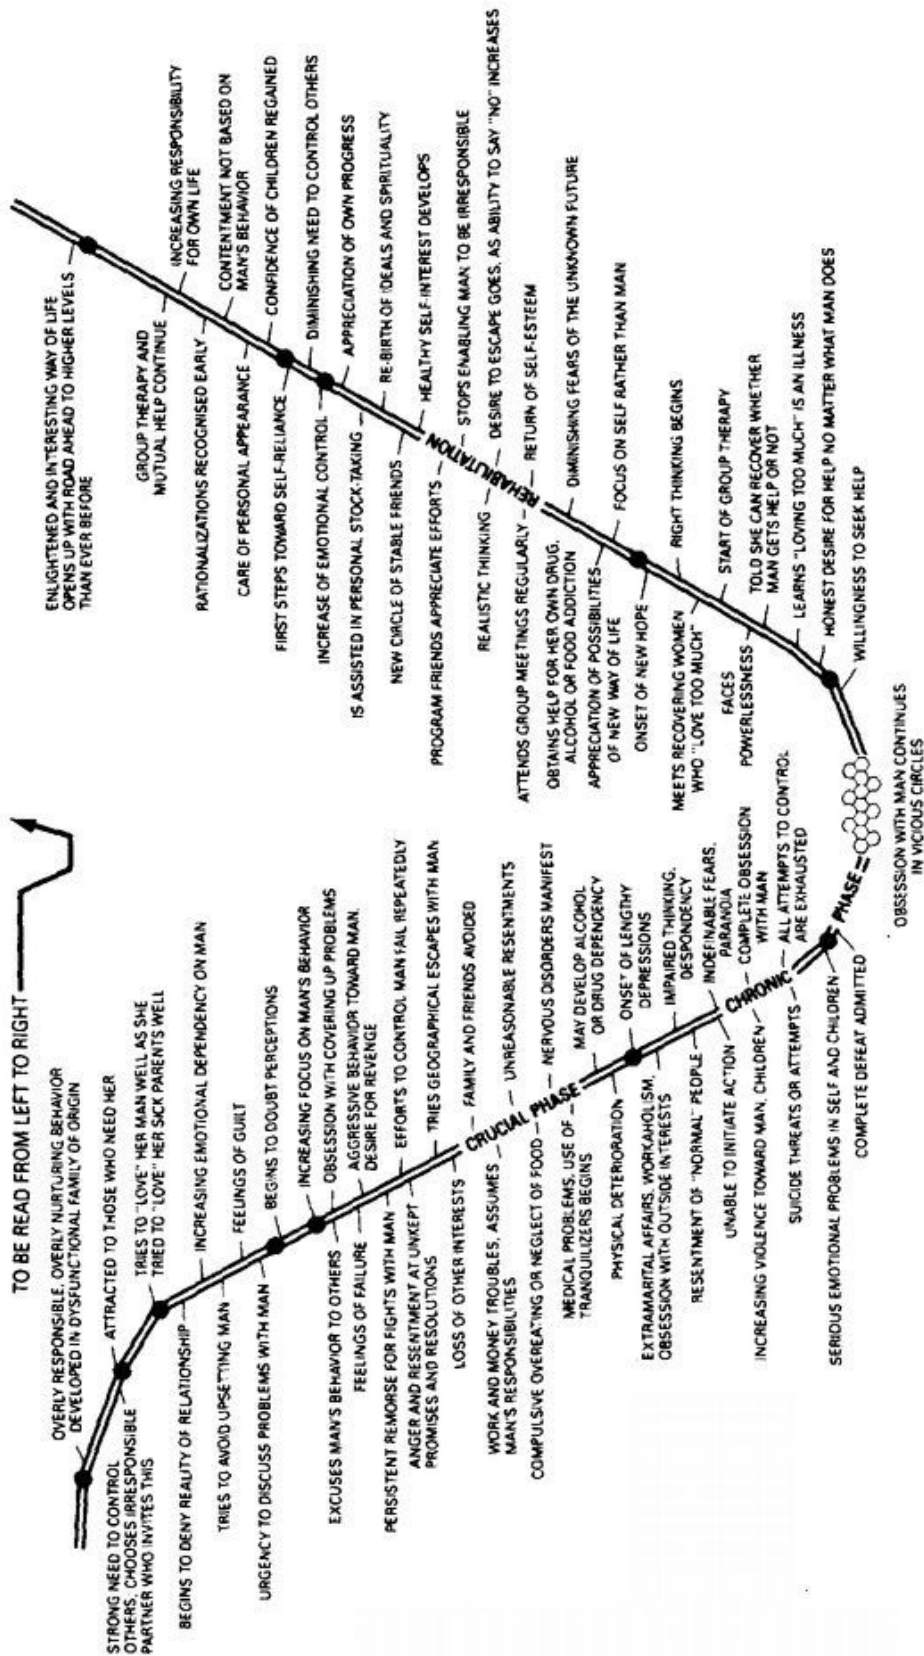 TO BE READ FROM LEFT TO RIGHT
OVERLY RESPONSIBLE, OVERLY NURTURING BEHAVIOR
DEVELOPED IN DYSFUNCTIONAL FAMILY OF ORIGIN
STRONG NEED TO CONTROL
OTHERS, CHOOSES IRRESPONSIBLE
PARTNER WHO INVITES THIS
ATTRACTED TO THOSE WHO NEED HER
TRIES TO "LOVE" HER MAN WELL AS SHE
TRIED TO "LOVE" HER SICK PARENTS WELL
BEGINS TO DENY REALITY OF RELATIONSHIP
INCREASING EMOTIONAL DEPENDENCY ON MAN
TRIES TO AVOID UPSETTING MAN
FEELINGS OF GUILT
URGENCY TO DISCUSS PROBLEMS WITH MAN
BEGINS TO DOUBT PERCEPTIONS
INCREASING FOCUS ON MAN'S BEHAVIOR
EXCUSES MAN'S BEHAVIOR TO OTHERS
OBSESSION WITH COVERING UP PROBLEMS
FEELINGS OF FAILURE
AGGRESSIVE BEHAVIOR TOWARD MAN,
DESIRE FOR REVENGE
PERSISTENT REMORSE FOR FIGHTS WITH MAN
EFFORTS TO CONTROL MAN FAIL REPEATEDLY
ANGER AND RESENTMENT AT UNKEPT
PROMISES AND RESOLUTIONS
TRIES GEOGRAPHICAL ESCAPES WITH MAN
LOSS OF OTHER INTERESTS
FAMILY AND FRIENDS AVOIDED
CRUCIAL PHASE
WORK AND MONEY TROUBLES, ASSUMES
MAN'S RESPONSIBILITIES
UNREASONABLE RESENTMENTS
COMPULSIVE OVEREATING OR NEGLECT OF FOOD
NERVOUS DISORDERS MANIFEST
MEDICAL PROBLEMS, USE OF
TRANQUILIZERS BEGINS
MAY DEVELOP ALCOHOL
OR DRUG DEPENDENCY
PHYSICAL DETERIORATION
ONSET OF LENGTHY
DEPRESSIONS
EXTRAMARITAL AFFAIRS, WORKAHOLISM,
OBSESSION WITH OUTSIDE INTERESTS
IMPAIRED THINKING,
DESPONDENCY
RESENTMENT OF "NORMAL" PEOPLE
INDEFINABLE FEARS,
PARANOIA
UNABLE TO INITIATE ACTION
COMPLETE OBSESSION
WITH MAN
INCREASING VIOLENCE TOWARD MAN, CHILDREN
CHRONIC
SUICIDE THREATS OR ATTEMPTS
ALL ATTEMPTS TO CONTROL
ARE EXHAUSTED
SERIOUS EMOTIONAL PROBLEMS IN SELF AND CHILDREN
PHASE
COMPLETE DEFEAT ADMITTED
OBSESSION WITH MAN CONTINUES
IN VICIOUS CIRCLES
ENLIGHTENED AND INTERESTING WAY OF LIFE
OPENS UP WITH ROAD AHEAD TO HIGHER LEVELS
THAN EVER BEFORE
GROUP THERAPY AND
MUTUAL HELP CONTINUE
INCREASING RESPONSIBILITY
FOR OWN LIFE
RATIONALIZATIONS RECOGNISED EARLY
CONTENTMENT NOT BASED ON
MAN'S BEHAVIOR
CARE OF PERSONAL APPEARANCE
CONFIDENCE OF CHILDREN REGAINED
FIRST STEPS TOWARD SELF-RELIANCE
DIMINISHING NEED TO CONTROL OTHERS
INCREASE OF EMOTIONAL CONTROL
APPRECIATION OF OWN PROGRESS
IS ASSISTED IN PERSONAL STOCK-TAKING
RE-BIRTH OF IDEALS AND SPIRITUALITY
NEW CIRCLE OF STABLE FRIENDS
HEALTHY SELF-INTEREST DEVELOPS
REHABILITATION
PROGRAM FRIENDS APPRECIATE EFFORTS
STOPS ENABLING MAN TO BE IRRESPONSIBLE
REALISTIC THINKING
DESIRE TO ESCAPE GOES, AS ABILITY TO SAY "NO" INCREASES
ATTENDS GROUP MEETINGS REGULARLY
RETURN OF SELF-ESTEEM
OBTAINS HELP FOR HER OWN DRUG,
ALCOHOL OR FOOD ADDICTION
DIMINISHING FEARS OF THE UNKNOWN FUTURE
APPRECIATION OF POSSIBILITIES
OF NEW WAY OF LIFE
FOCUS ON SELF RATHER THAN MAN
ONSET OF NEW HOPE
RIGHT THINKING BEGINS
MEETS RECOVERING WOMEN
WHO "LOVE TOO MUCH"
START OF GROUP THERAPY
FACES
POWERLESSNESS
TOLD SHE CAN RECOVER WHETHER
MAN GETS HELP OR NOT
LEARNS "LOVING TOO MUCH" IS AN ILLNESS
HONEST DESIRE FOR HELP NO MATTER WHAT MAN DOES
WILLINGNESS TO SEEK HELP